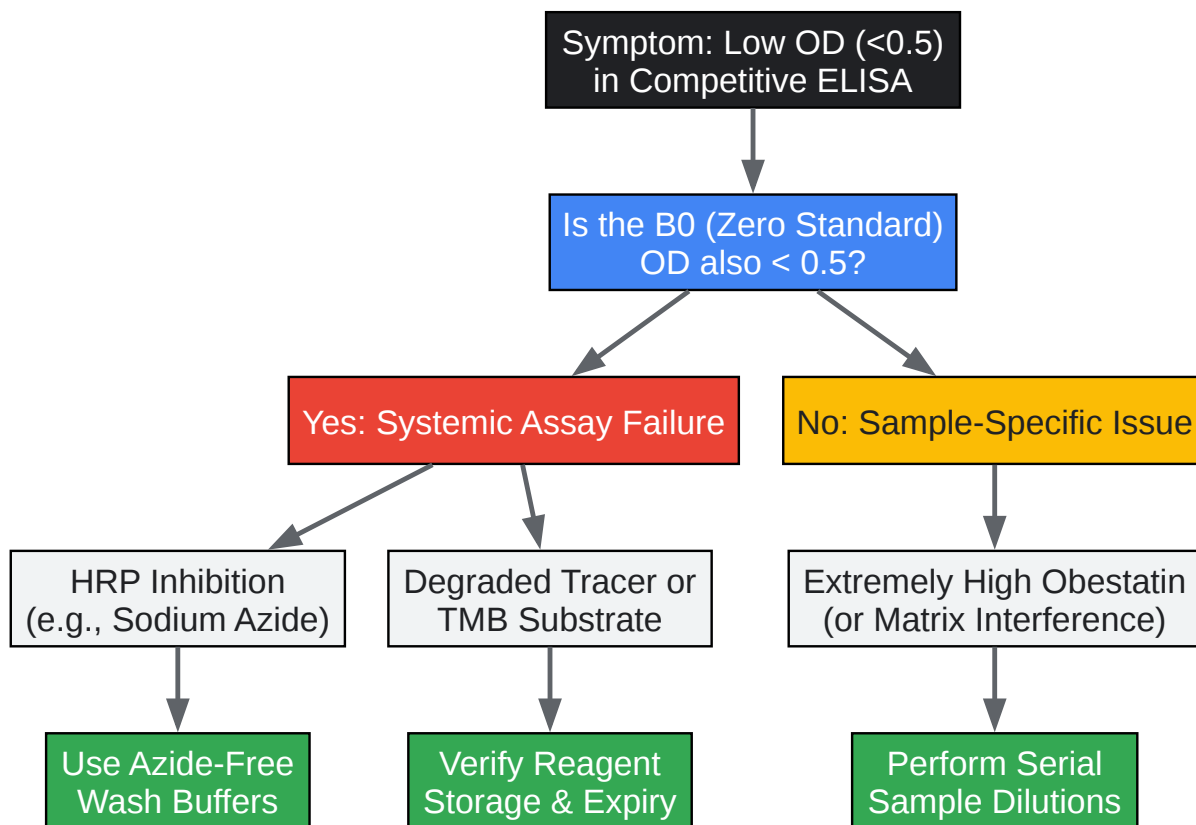 Symptom: Low OD (<0.5)
in Competitive ELISA
Is the B0 (Zero Standard)
OD also < 0.5?
Yes: Systemic Assay Failure
No: Sample-Specific Issue
HRP Inhibition
(e.g., Sodium Azide)
Degraded Tracer or
TMB Substrate
Extremely High Obestatin
(or Matrix Interference)
Use Azide-Free
Wash Buffers
Verify Reagent
Storage & Expiry
Perform Serial
Sample Dilutions